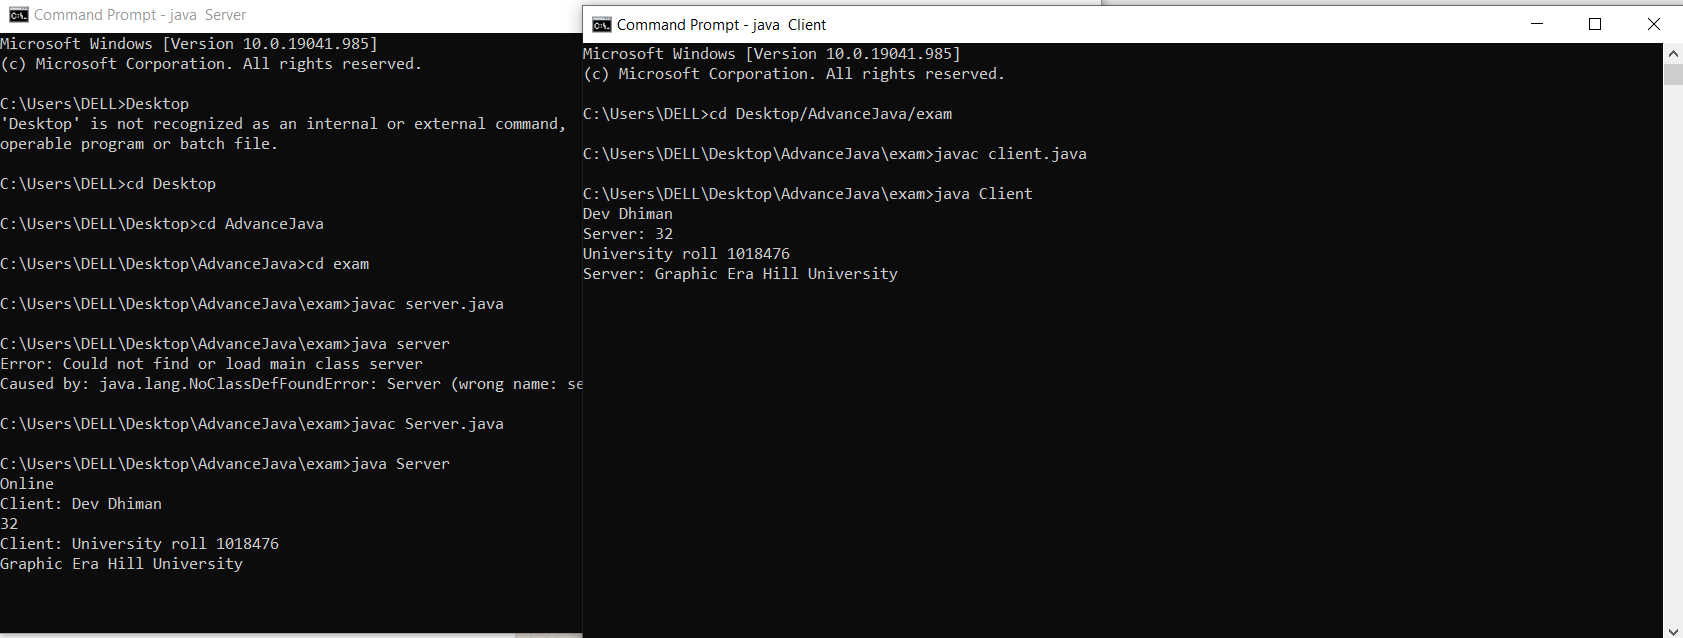 Command Prompt - java  Server
Microsoft Windows [Version 10.0.19041.985]
(c) Microsoft Corporation. All rights reserved.
C:\Users\DELL>Desktop
'Desktop' is not recognized as an internal or external command,
operable program or batch file.
C:\Users\DELL>cd Desktop
C:\Users\DELL\Desktop>cd AdvanceJava
C:\Users\DELL\Desktop\AdvanceJava>cd exam
C:\Users\DELL\Desktop\AdvanceJava\exam>javac server.java
C:\Users\DELL\Desktop\AdvanceJava\exam>java server
Error: Could not find or load main class server
Caused by: java.lang.NoClassDefFoundError: Server (wrong name: se
C:\Users\DELL\Desktop\AdvanceJava\exam>javac Server.java
C:\Users\DELL\Desktop\AdvanceJava\exam>java Server
Online
Client: Dev Dhiman
32
Client: University roll 1018476
Graphic Era Hill University
Command Prompt - java  Client
Microsoft Windows [Version 10.0.19041.985]
(c) Microsoft Corporation. All rights reserved.
C:\Users\DELL>cd Desktop/AdvanceJava/exam
C:\Users\DELL\Desktop\AdvanceJava\exam>javac client.java
C:\Users\DELL\Desktop\AdvanceJava\exam>java Client
Dev Dhiman
Server: 32
University roll 1018476
Server: Graphic Era Hill University